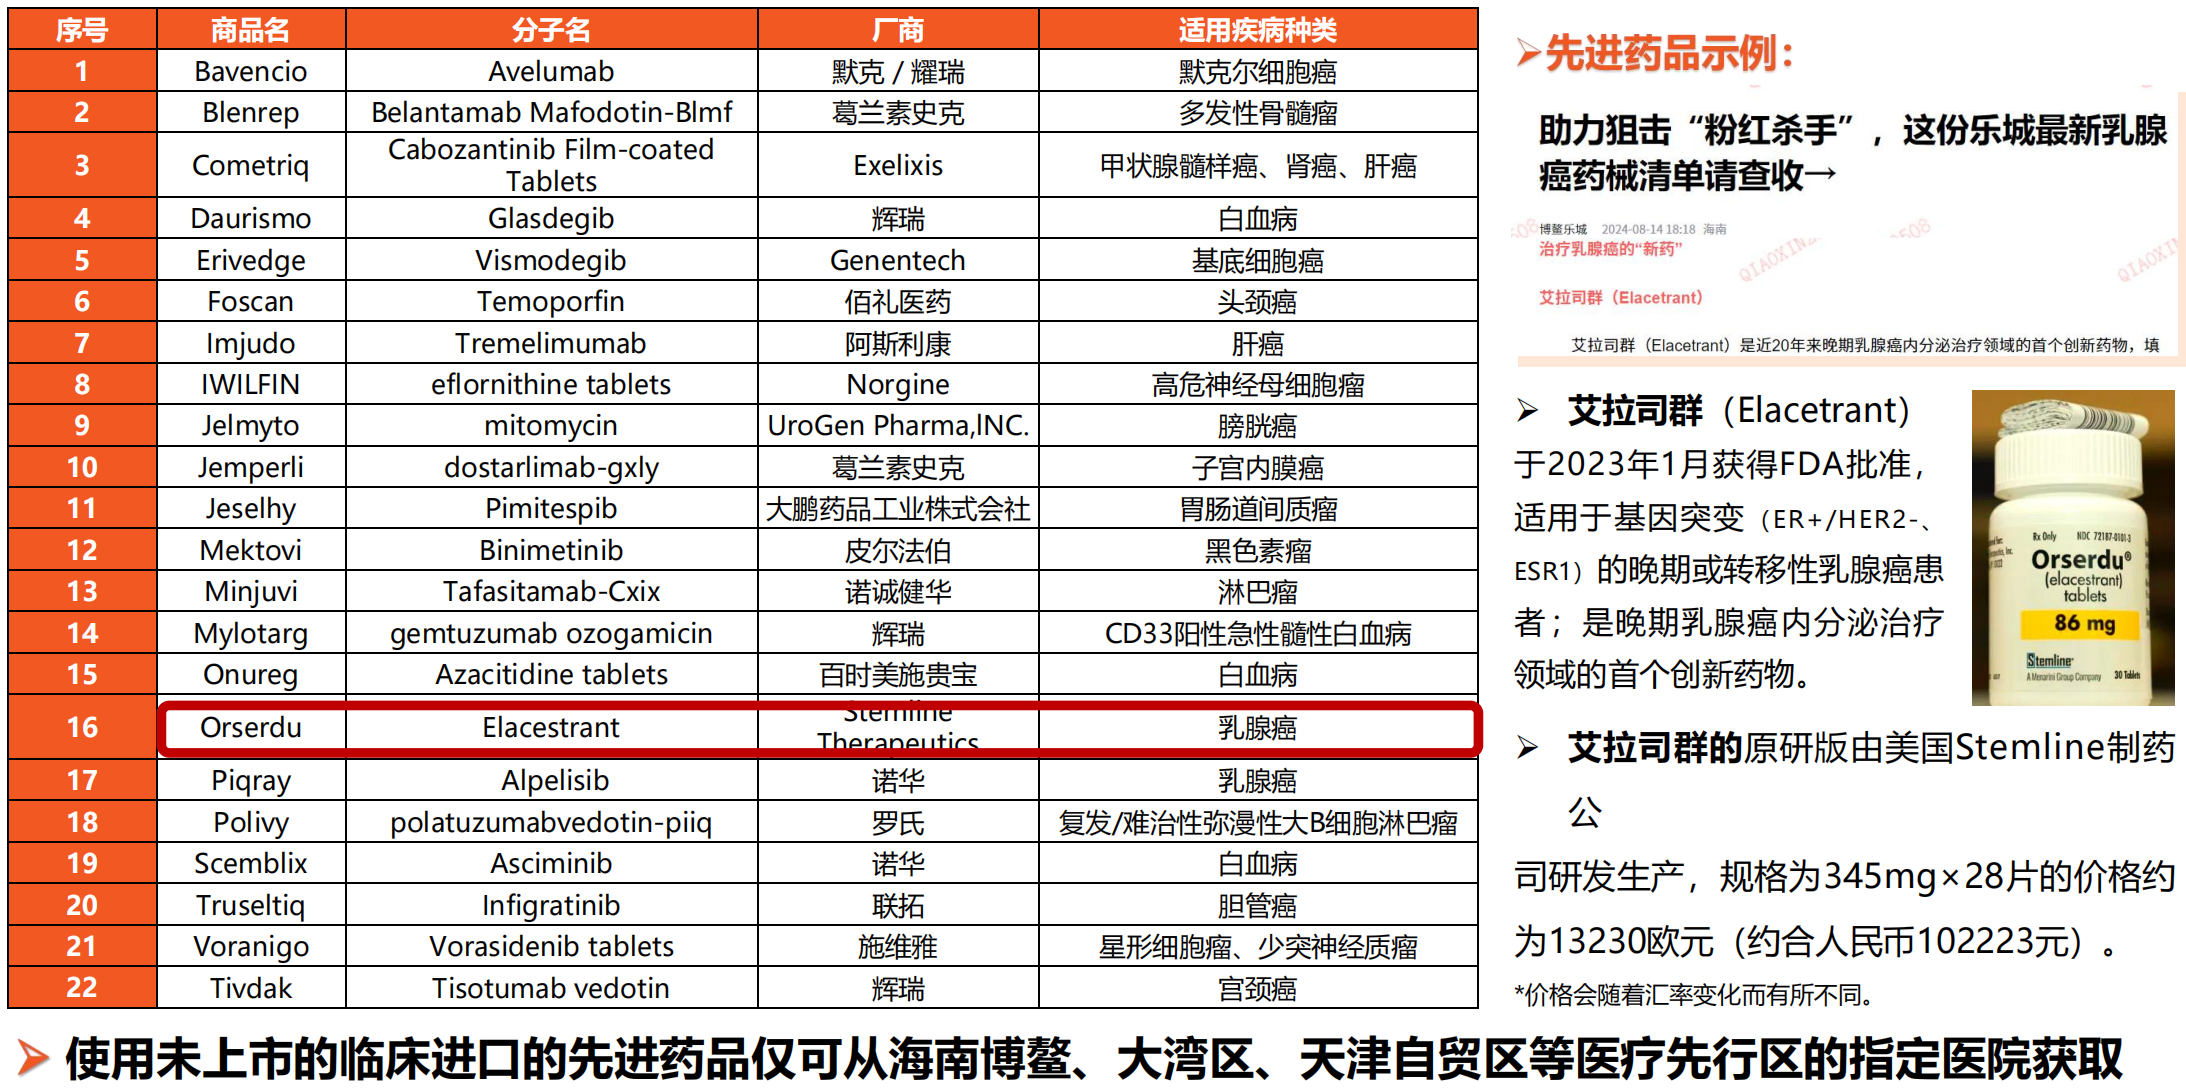 序号 商品名 分子名 厂商 适用疾病种类
1 Bavencio Avelumab 默克 / 耀瑞 默克尔细胞癌
2 Blenrep Belantamab Mafodotin-Blmf 葛兰素史克 多发性骨髓瘤
3 Cometriq Cabozantinib Film-coated Tablets Exelixis 甲状腺髓样癌、肾癌、肝癌
4 Daurismo Glasdegib 辉瑞 白血病
5 Erivedge Vismodegib Genentech 基底细胞癌
6 Foscan Temoporfin 佰礼医药 头颈癌
7 Imjudo Tremelimumab 阿斯利康 肝癌
8 IWILFIN eflornithine tablets Norgine 高危神经母细胞瘤
9 Jelmyto mitomycin UroGen Pharma,lNC. 膀胱癌
10 Jemperli dostarlimab-gxly 葛兰素史克 子宫内膜癌
11 Jeselhy Pimitespib 大鹏药品工业株式会社 胃肠道间质瘤
12 Mektovi Binimetinib 皮尔法伯 黑色素瘤
13 Minjuvi Tafasitamab-Cxix 诺诚健华 淋巴瘤
14 Mylotarg gemtuzumab ozogamicin 辉瑞 CD33阳性急性髓性白血病
15 Onureg Azacitidine tablets 百时美施贵宝 白血病
16 Orserdu Elacestrant Stemline Therapeutics 乳腺癌
17 Piqray Alpelisib 诺华 乳腺癌
18 Polivy polatuzumabvedotin-piiq 罗氏 复发/难治性弥漫性大B细胞淋巴瘤
19 Scemblix Asciminib 诺华 白血病
20 Truseltiq Infigratinib 联拓 胆管癌
21 Voranigo Vorasidenib tablets 施维雅 星形细胞瘤、少突神经质瘤
22 Tivdak Tisotumab vedotin 辉瑞 宫颈癌
➢先进药品示例：
助力狙击“粉红杀手”，这份乐城最新乳腺
癌药械清单请查收→
博鳌乐城 2024-08-14 18:18 海南
治疗乳腺癌的“新药”
艾拉司群（Elacetrant）
艾拉司群（Elacetrant）是近20年来晚期乳腺癌内分泌治疗领域的首个创新药物，填
➢ 艾拉司群（Elacetrant）
于2023年1月获得FDA批准，
适用于基因突变（ER+/HER2-、
ESR1）的晚期或转移性乳腺癌患
者；是晚期乳腺癌内分泌治疗
领域的首个创新药物。
Rx Only NDC 72187-0101-3
Orserdu®
(elacestrant)
tablets
86 mg
Stemline
A Menarini Group Company 30 Tablets
➢ 艾拉司群的原研版由美国Stemline制药
公
司研发生产，规格为345mg×28片的价格约
为13230欧元（约合人民币102223元）。
*价格会随着汇率变化而有所不同。
➢ 使用未上市的临床进口的先进药品仅可从海南博鳌、大湾区、天津自贸区等医疗先行区的指定医院获取